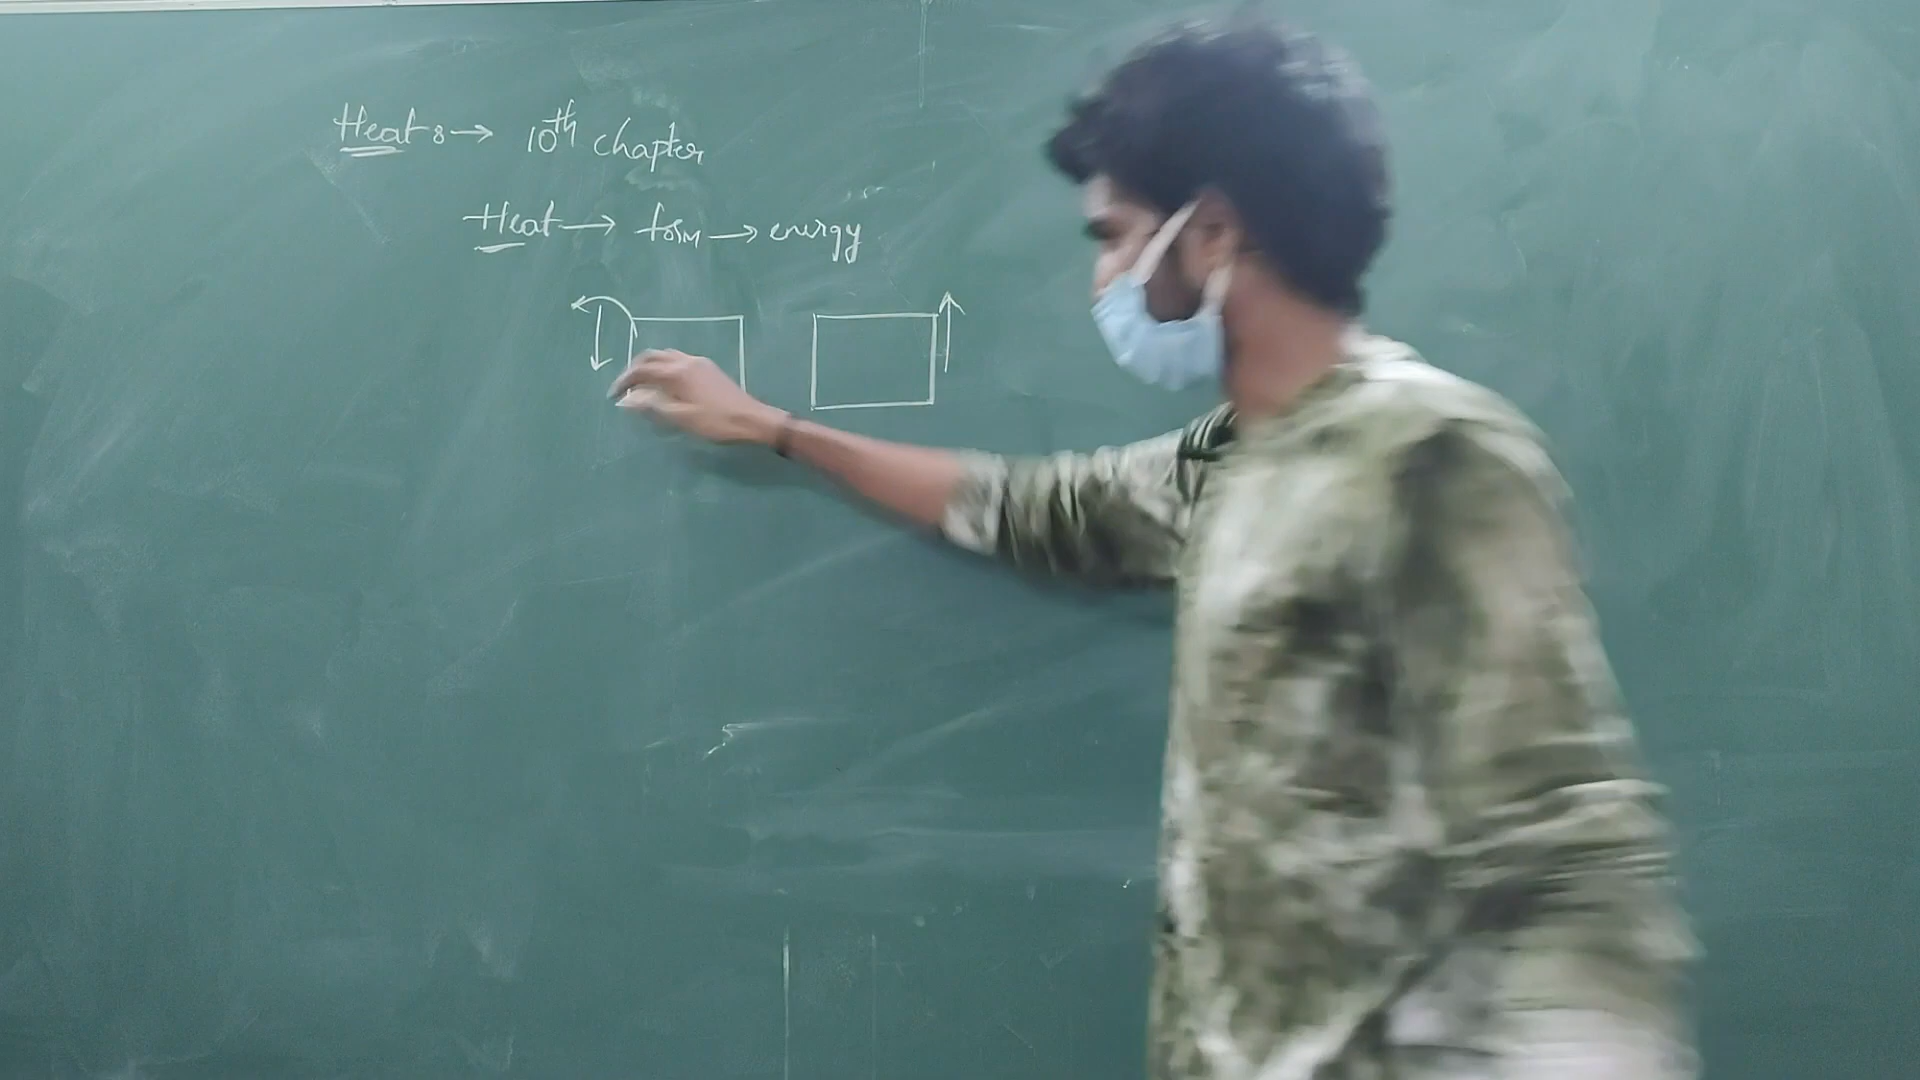 Heat :→ 10th chapter
Heat → form → energy